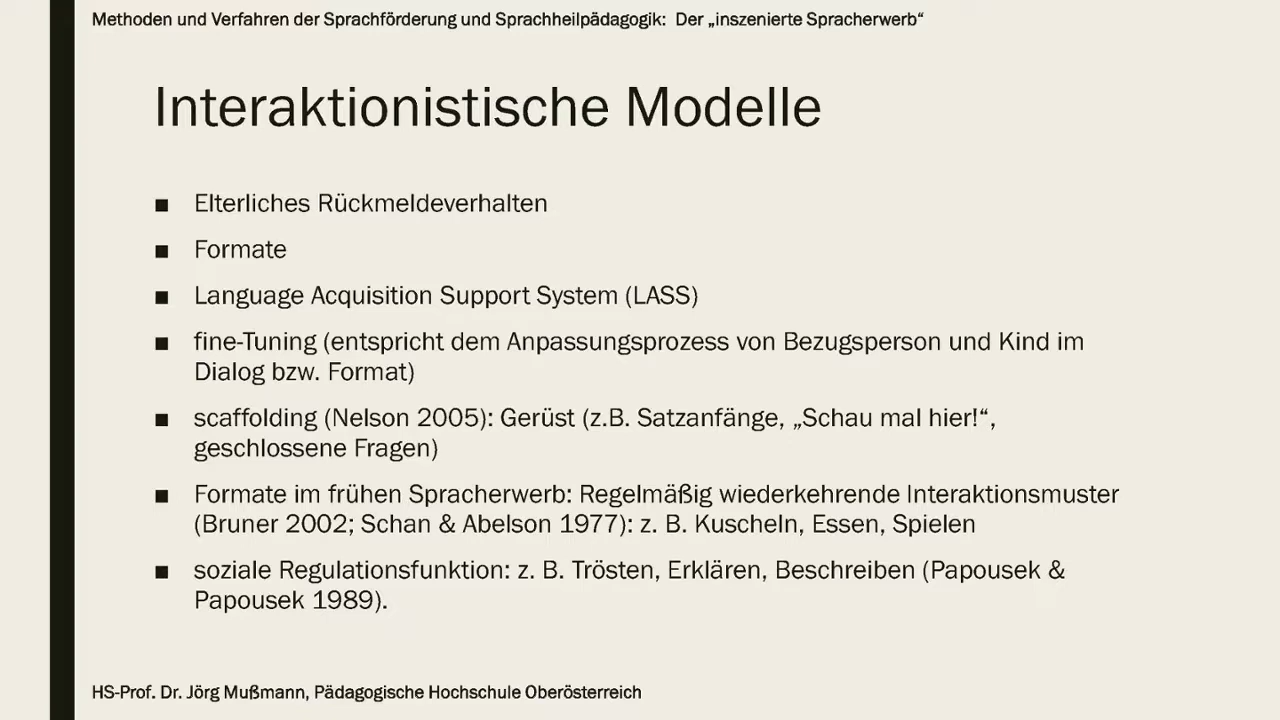 Methoden und Verfahren der Sprachförderung und Sprachheilpädagogik:  Der „inszenierte Spracherwerb“
Interaktionistische Modelle
■ Elterliches Rückmeldeverhalten
■ Formate
■ Language Acquisition Support System (LASS)
■ fine-Tuning (entspricht dem Anpassungsprozess von Bezugsperson und Kind im
Dialog bzw. Format)
■ scaffolding (Nelson 2005): Gerüst (z.B. Satzanfänge, „Schau mal hier!“,
geschlossene Fragen)
■ Formate im frühen Spracherwerb: Regelmäßig wiederkehrende Interaktionsmuster
(Bruner 2002; Schan & Abelson 1977): z. B. Kuscheln, Essen, Spielen
■ soziale Regulationsfunktion: z. B. Trösten, Erklären, Beschreiben (Papousek &
Papousek 1989).
HS-Prof. Dr. Jörg Mußmann, Pädagogische Hochschule Oberösterreich